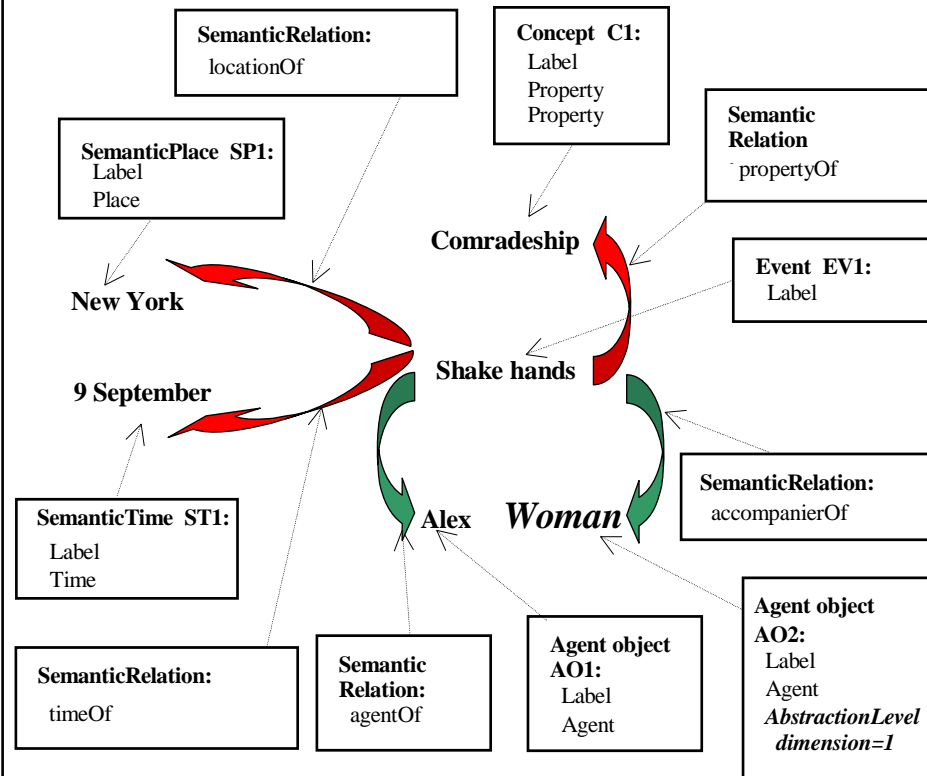 SemanticRelation:
locationOf
Concept C1:
Label
Property
Property
Semantic
Relation
propertyOf
SemanticPlace SP1:
Label
Place
Comradeship
Event EV1:
Label
New York
Shake hands
9 September
SemanticRelation:
accompanierOf
SemanticTime ST1:
Label
Time
Alex
Woman
Agent object
AO2:
Label
Agent
AbstractionLevel
dimension=1
SemanticRelation:
timeOf
Semantic
Relation:
agentOf
Agent object
AO1:
Label
Agent